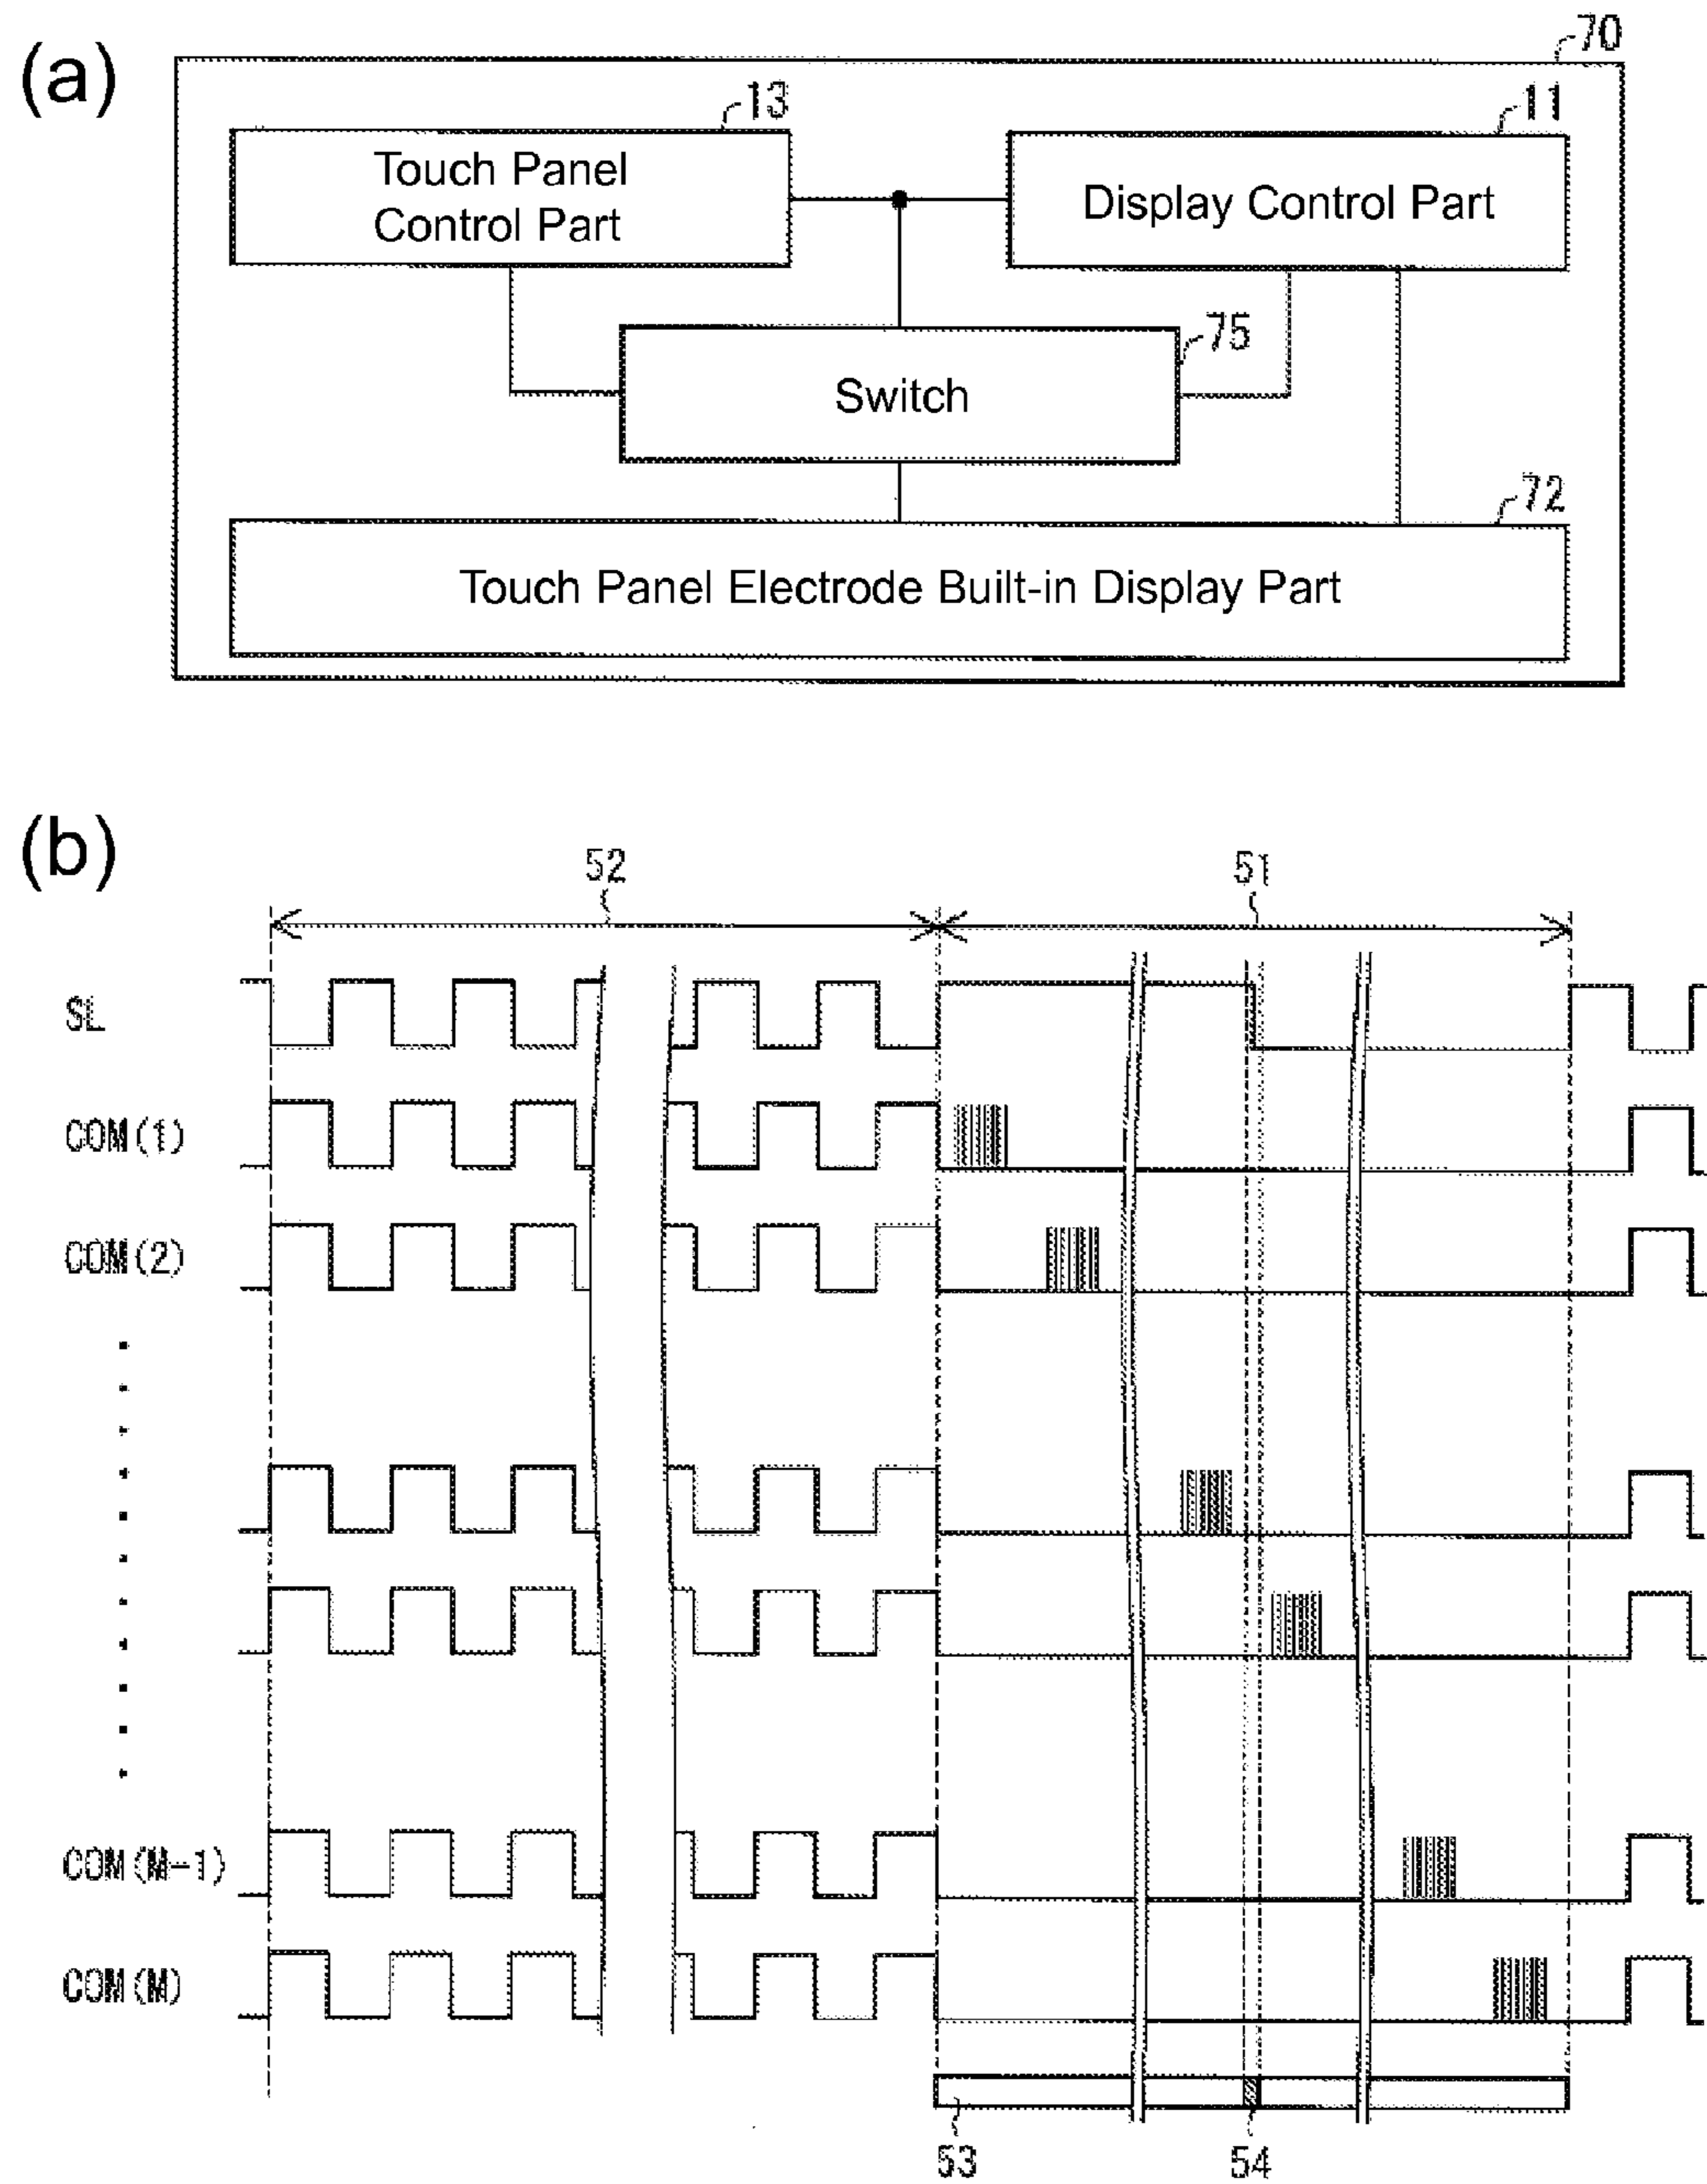 (a)
70
13
11
Touch Panel
Control Part
Display Control Part
75
Switch
72
Touch Panel Electrode Built-in Display Part
(b)
52
51
SL
COM(1)
COM(2)
COM(M-1)
COM(M)
53
54